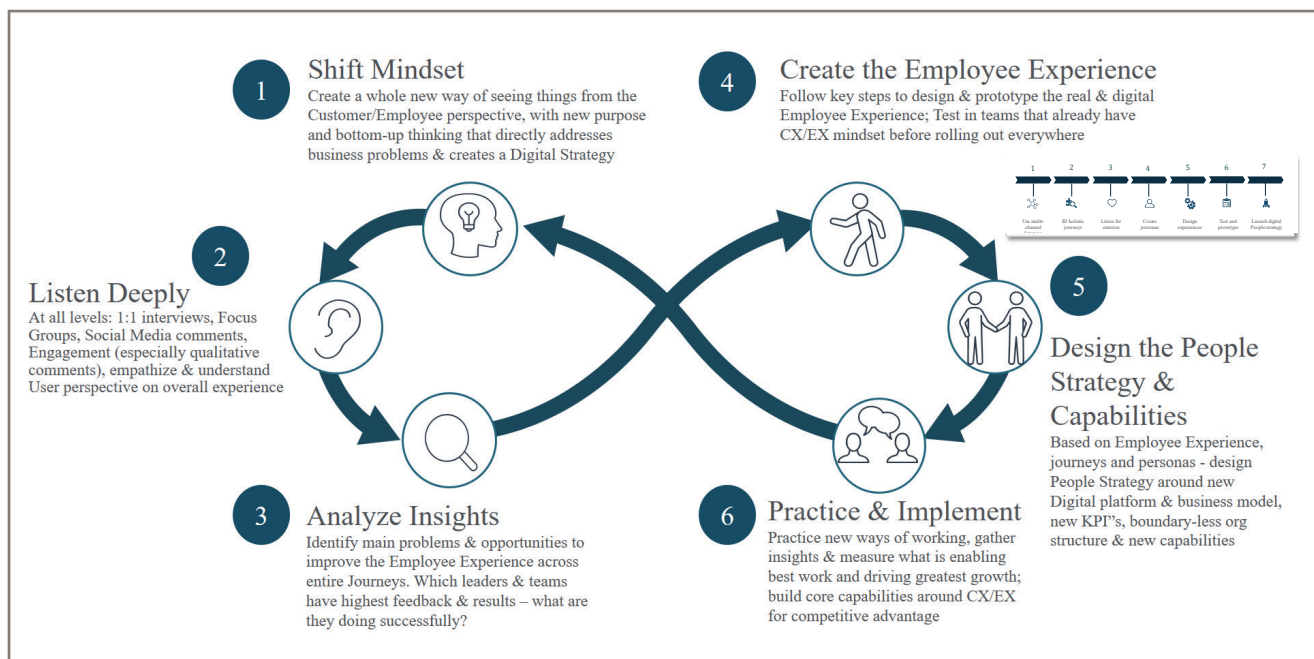 1
Shift Mindset
Create a whole new way of seeing things from the
Customer/Employee perspective, with new purpose
and bottom-up thinking that directly addresses
business problems & creates a Digital Strategy
2
Listen Deeply
At all levels: 1:1 interviews, Focus
Groups, Social Media comments,
Engagement (especially qualitative
comments), empathize & understand
User perspective on overall experience
3
Analyze Insights
Identify main problems & opportunities to
improve the Employee Experience across
entire Journeys. Which leaders & teams
have highest feedback & results – what are
they doing successfully?
4
Create the Employee Experience
Follow key steps to design & prototype the real & digital
Employee Experience; Test in teams that already have
CX/EX mindset before rolling out everywhere
1 2 3 4 5 6 7
Use multi-
channel
ID holistic
journeys
Listen for
emotion
Create
personas
Design
experiences
Test and
prototype
Launch digital
People strategy
5
Design the People
Strategy &
Capabilities
Based on Employee Experience,
journeys and personas - design
People Strategy around new
Digital platform & business model,
new KPI"s, boundary-less org
structure & new capabilities
6
Practice & Implement
Practice new ways of working, gather
insights & measure what is enabling
best work and driving greatest growth;
build core capabilities around CX/EX
for competitive advantage